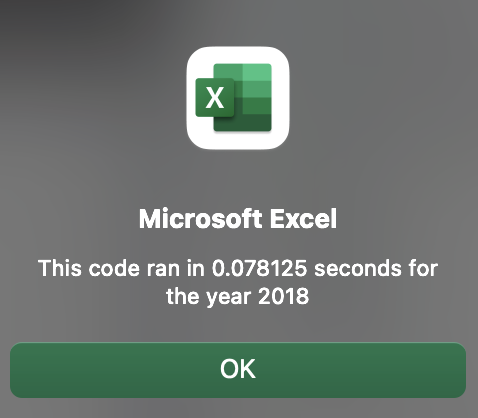 X
Microsoft Excel
This code ran in 0.078125 seconds for
the year 2018
OK